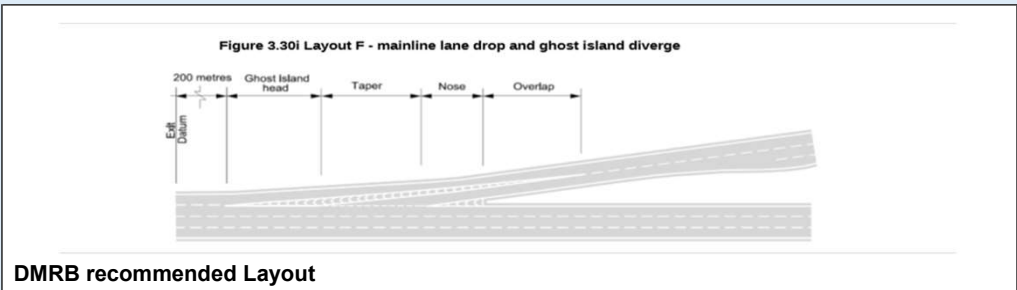 Figure 3.30i Layout F - mainline lane drop and ghost island diverge
200 metres
Ghost Island
head
Taper
Nose
Overlap
Exit
Datum
DMRB recommended Layout